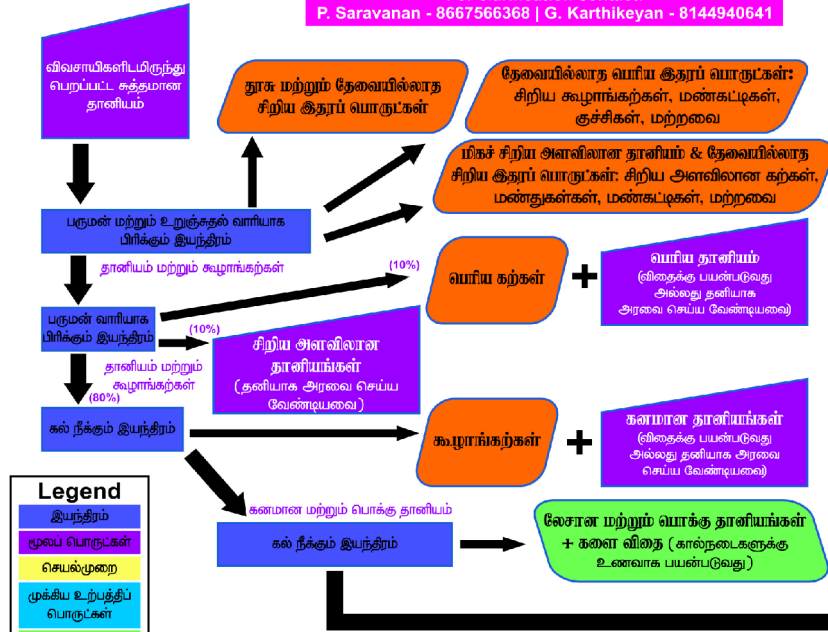 P. Saravanan - 8667566368 | G. Karthikeyan - 8144940641
விவசாயிகளிடமிருந்து
பெறப்பட்ட சுத்தமான
தானியம்
தூசு மற்றும் தேவையில்லாத
சிறிய இதரப் பொருட்கள்
தேவையில்லாத பெரிய இதரப் பொருட்கள்:
சிறிய கூழாங்கற்கள், மண்கட்டிகள்,
குச்சிகள், மற்றவை
மிகச் சிறிய அளவிலான தானியம் & தேவையில்லாத
சிறிய இதரப் பொருட்கள்: சிறிய அளவிலான கற்கள்,
மண்துகள்கள், மண்கட்டிகள், மற்றவை
பருமன் மற்றும் உறுஞ்சுதல் வாரியாக
பிரிக்கும் இயந்திரம்
தானியம் மற்றும் கூழாங்கற்கள்
(10%)
பெரிய கற்கள்
+
பெரிய தானியம்
(விதைக்கு பயன்படுவது
அல்லது தனியாக
அரவை செய்ய வேண்டியவை)
பருமன் வாரியாக
பிரிக்கும் இயந்திரம்
(10%)
சிறிய அளவிலான
தானியங்கள்
(தனியாக அரவை செய்ய
வேண்டியவை)
தானியம் மற்றும்
கூழாங்கற்கள்
(80%)
கல் நீக்கும் இயந்திரம்
கூழாங்கற்கள்
+
கனமான தானியங்கள்
(விதைக்கு பயன்படுவது
அல்லது தனியாக அரவை
செய்ய வேண்டியவை)
கனமான மற்றும் பொக்கு தானியம்
கல் நீக்கும் இயந்திரம்
லேசான மற்றும் பொக்கு தானியங்கள்
+ களை விதை (கால்நடைகளுக்கு
உணவாக பயன்படுவது)
Legend
இயந்திரம்
மூலப் பொருட்கள்
செயல்முறை
முக்கிய உற்பத்திப்
பொருட்கள்